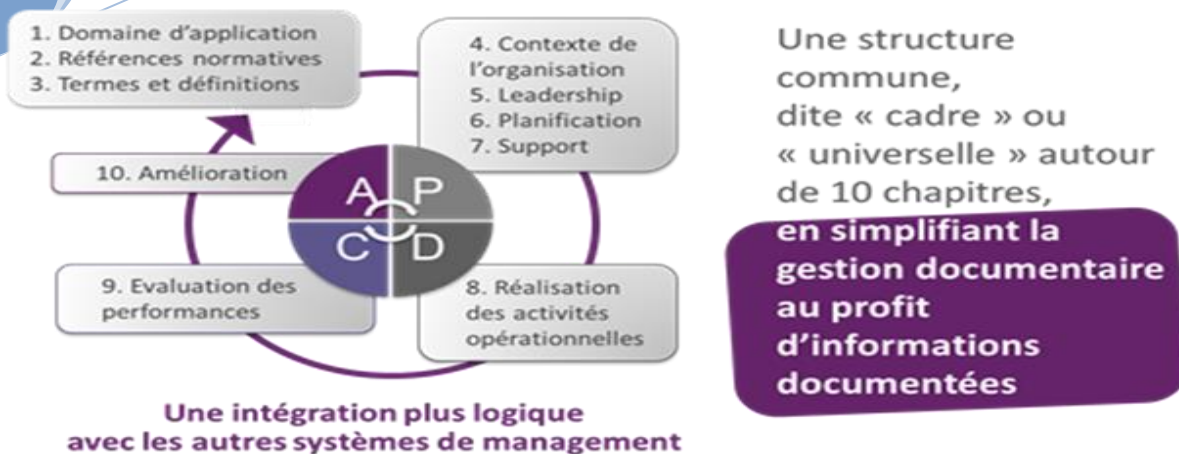 1. Domaine d'application
2. Références normatives
3. Termes et définitions
4. Contexte de
l'organisation
5. Leadership
6. Planification
7. Support
10. Amélioration
A P
C D
9. Evaluation des
performances
8. Réalisation
des activités
opérationnelles
Une intégration plus logique
avec les autres systèmes de management
Une structure
commune,
dite « cadre » ou
« universelle » autour
de 10 chapitres,
en simplifiant la
gestion documentaire
au profit
d'informations
documentées